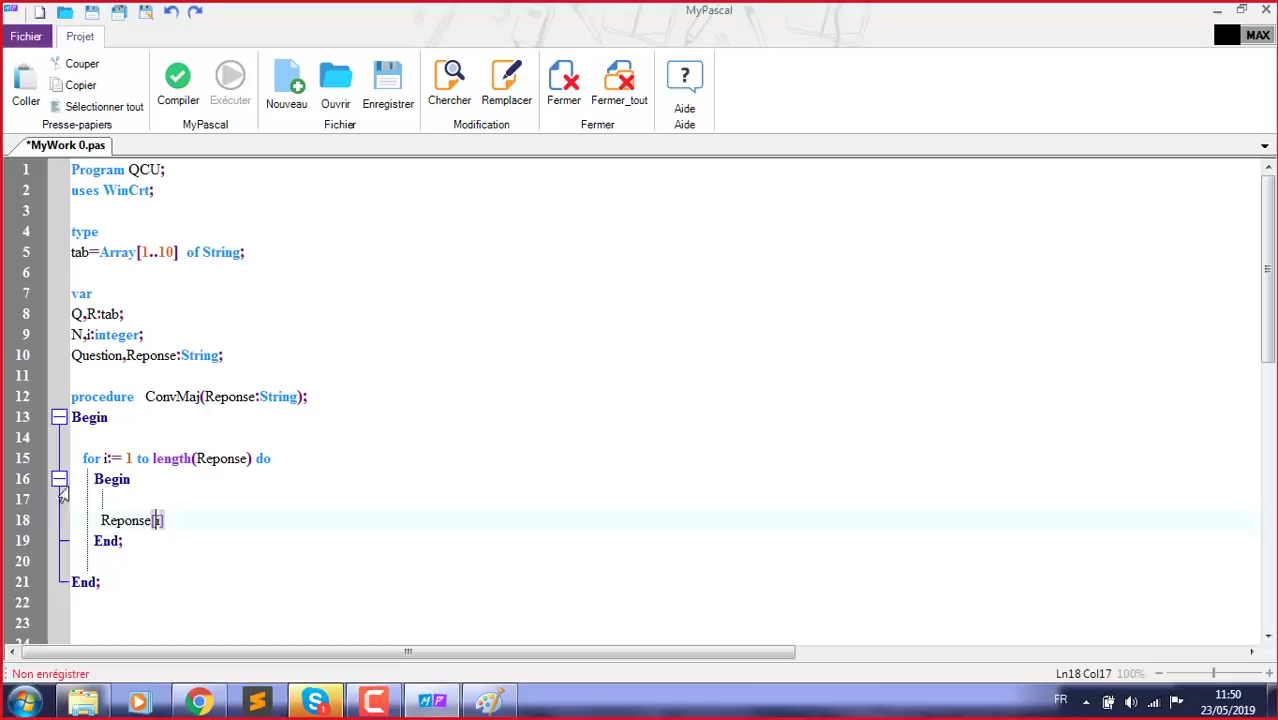 MyPascal
Fichier Projet MAX
Coller
Couper
Copier
Sélectionner tout
Presse-papiers
Compiler Exécuter
MyPascal
Nouveau Ouvrir Enregistrer
Fichier
Chercher Remplacer
Modification
Fermer Fermer_tout
Fermer
? Aide
Aide
*MyWork 0.pas
1 Program QCU;
2 uses WinCrt;
3
4 type
5 tab=Array[1..10] of String;
6
7 var
8 Q,R:tab;
9 N,i:integer;
10 Question,Reponse:String;
11
12 procedure ConvMaj(Reponse:String);
13 Begin
14
15 for i:= 1 to length(Reponse) do
16 Begin
17
18 Reponse[i]
19 End;
20
21 End;
22
23
24
Non enrégistrer Ln18 Col17 100%
FR 11:50
23/05/2019